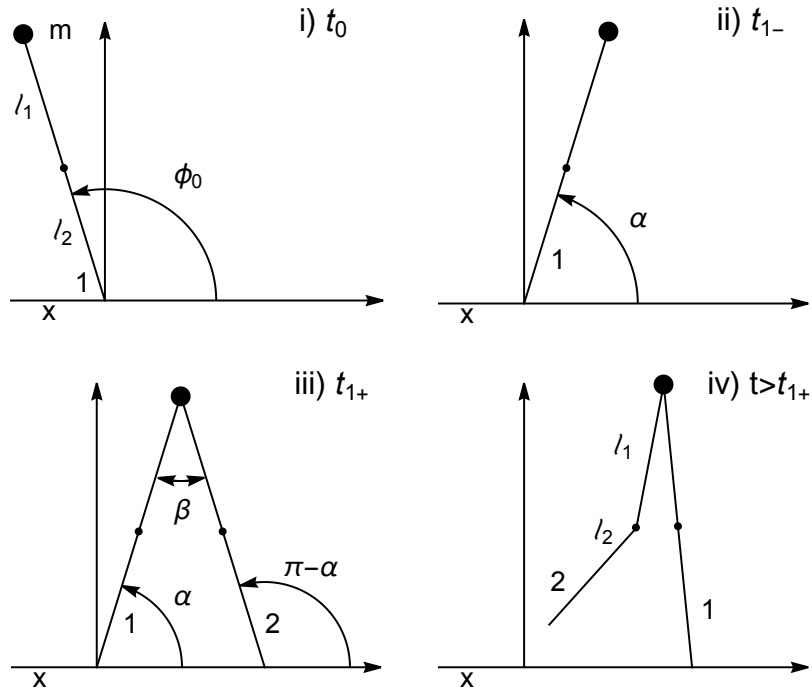 i) t₀
m
ℓ₁
ϕ₀
ℓ₂
1
x
ii) t₁₋
α
1
x
iii) t₁₊
β
π−α
α
1
2
x
iv) t>t₁₊
ℓ₁
ℓ₂
2
1
x